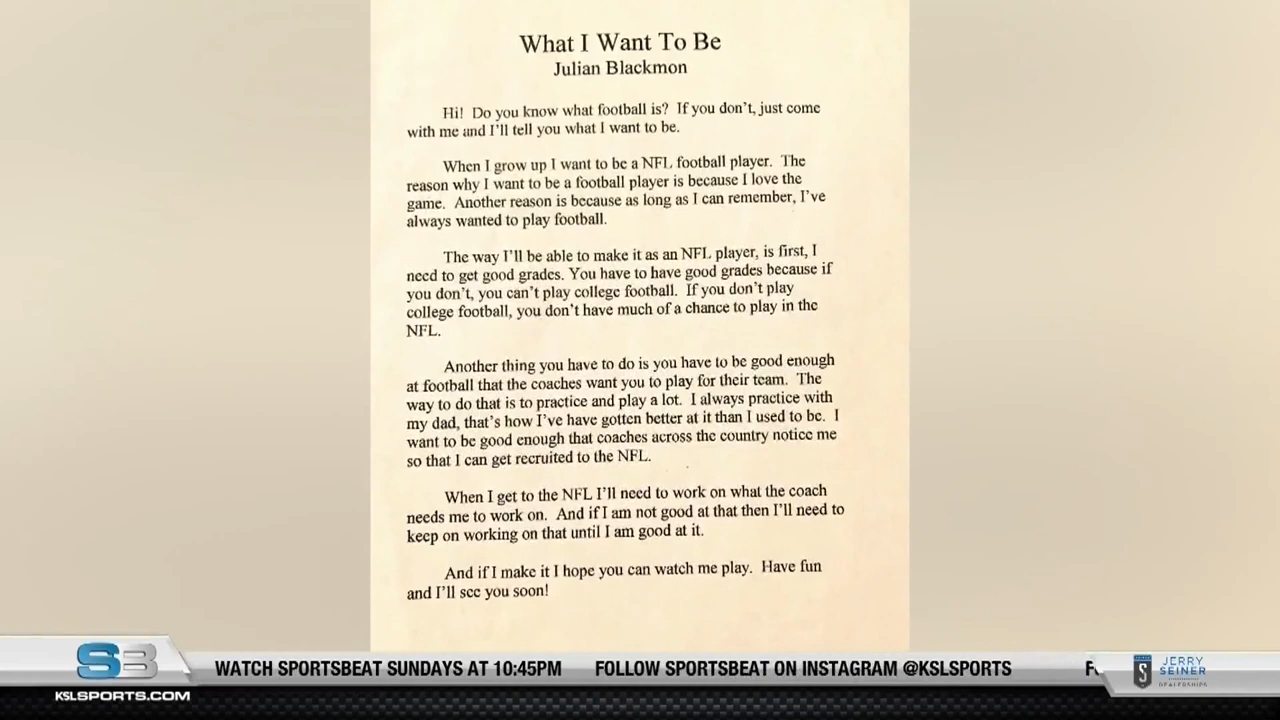 What I Want To Be
Julian Blackmon
Hi! Do you know what football is? If you don't, just come
with me and I'll tell you what I want to be.
When I grow up I want to be a NFL football player. The
reason why I want to be a football player is because I love the
game. Another reason is because as long as I can remember, I've
always wanted to play football.
The way I'll be able to make it as an NFL player, is first, I
need to get good grades. You have to have good grades because if
you don't, you can't play college football. If you don't play
college football, you don't have much of a chance to play in the
NFL.
Another thing you have to do is you have to be good enough
at football that the coaches want you to play for their team. The
way to do that is to practice and play a lot. I always practice with
my dad, that's how I've have gotten better at it than I used to be. I
want to be good enough that coaches across the country notice me
so that I can get recruited to the NFL.
When I get to the NFL I'll need to work on what the coach
needs me to work on. And if I am not good at that then I'll need to
keep on working on that until I am good at it.
And if I make it I hope you can watch me play. Have fun
and I'll see you soon!
SB
WATCH SPORTSBEAT SUNDAYS AT 10:45PM FOLLOW SPORTSBEAT ON INSTAGRAM @KSLSPORTS F
KSLSPORTS.COM
S
JERRY
SEINER
DEALERSHIPS